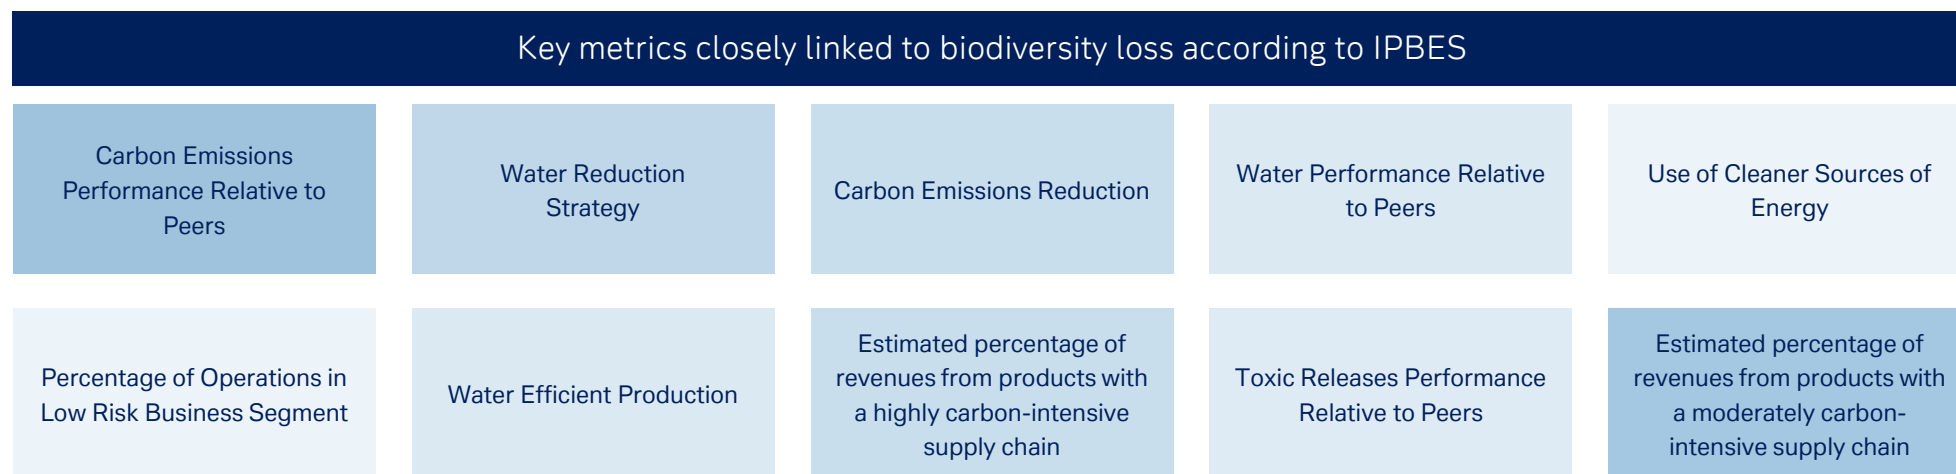 Key metrics closely linked to biodiversity loss according to IPBES
Carbon Emissions
Performance Relative to
Peers
Water Reduction
Strategy
Carbon Emissions Reduction
Water Performance Relative
to Peers
Use of Cleaner Sources of
Energy
Percentage of Operations in
Low Risk Business Segment
Water Efficient Production
Estimated percentage of
revenues from products with
a highly carbon-intensive
supply chain
Toxic Releases Performance
Relative to Peers
Estimated percentage of
revenues from products with
a moderately carbon-
intensive supply chain